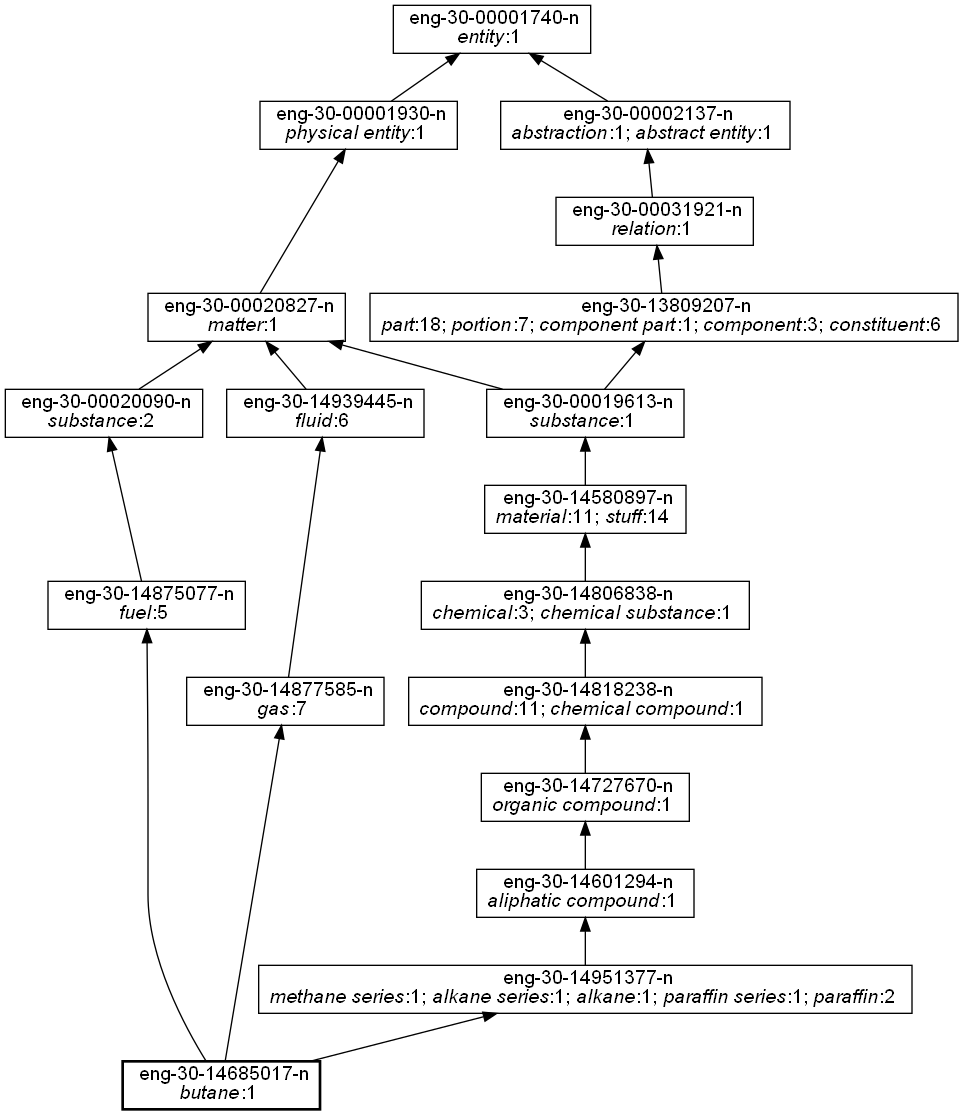 eng-30-00001740-n
entity:1
eng-30-00001930-n
physical entity:1
eng-30-00002137-n
abstraction:1; abstract entity:1
eng-30-00031921-n
relation:1
eng-30-00020827-n
matter:1
eng-30-13809207-n
part:18; portion:7; component part:1; component:3; constituent:6
eng-30-00020090-n
substance:2
eng-30-14939445-n
fluid:6
eng-30-00019613-n
substance:1
eng-30-14580897-n
material:11; stuff:14
eng-30-14875077-n
fuel:5
eng-30-14806838-n
chemical:3; chemical substance:1
eng-30-14877585-n
gas:7
eng-30-14818238-n
compound:11; chemical compound:1
eng-30-14727670-n
organic compound:1
eng-30-14601294-n
aliphatic compound:1
eng-30-14951377-n
methane series:1; alkane series:1; alkane:1; paraffin series:1; paraffin:2
eng-30-14685017-n
butane:1